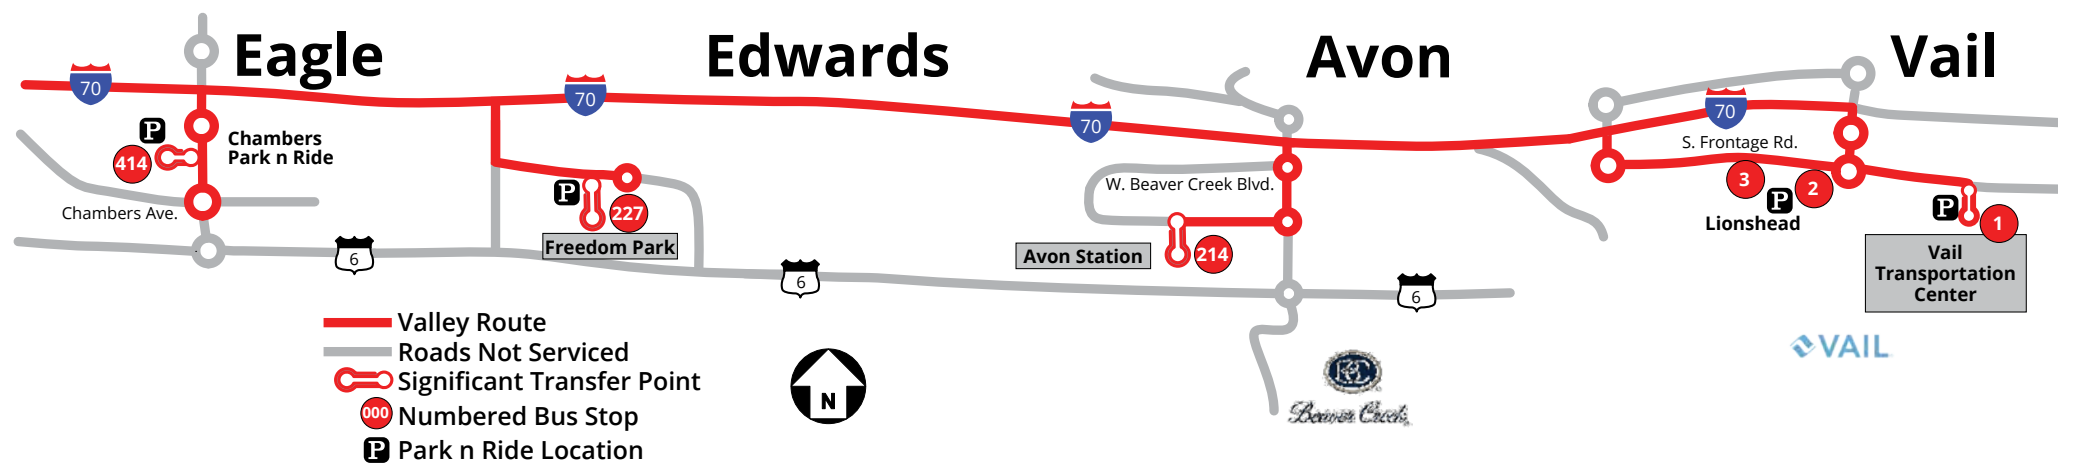 Eagle
Edwards
Avon
Vail
70
70
70
70
Chambers
Park n Ride
P
414
Chambers Ave.
P
227
Freedom Park
W. Beaver Creek Blvd.
Avon Station
214
S. Frontage Rd.
3
2
P
Lionshead
P
1
Vail
Transportation
Center
6
6
6
Valley Route
Roads Not Serviced
Significant Transfer Point
000 Numbered Bus Stop
P Park n Ride Location
N
Beaver Creek
VAIL